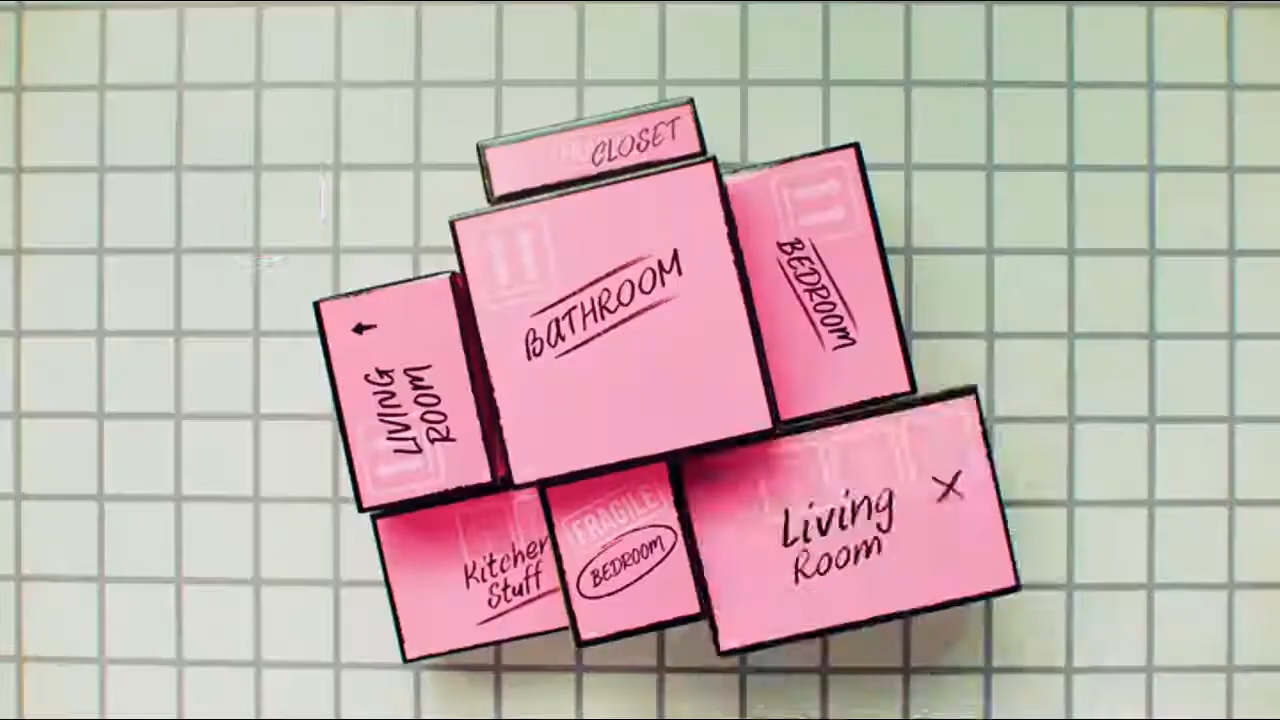 CLOSET
BATHROOM
BEDROOM
LIVING
ROOM
Living
Room
Kitchen
Stuff
FRAGILE
BEDROOM